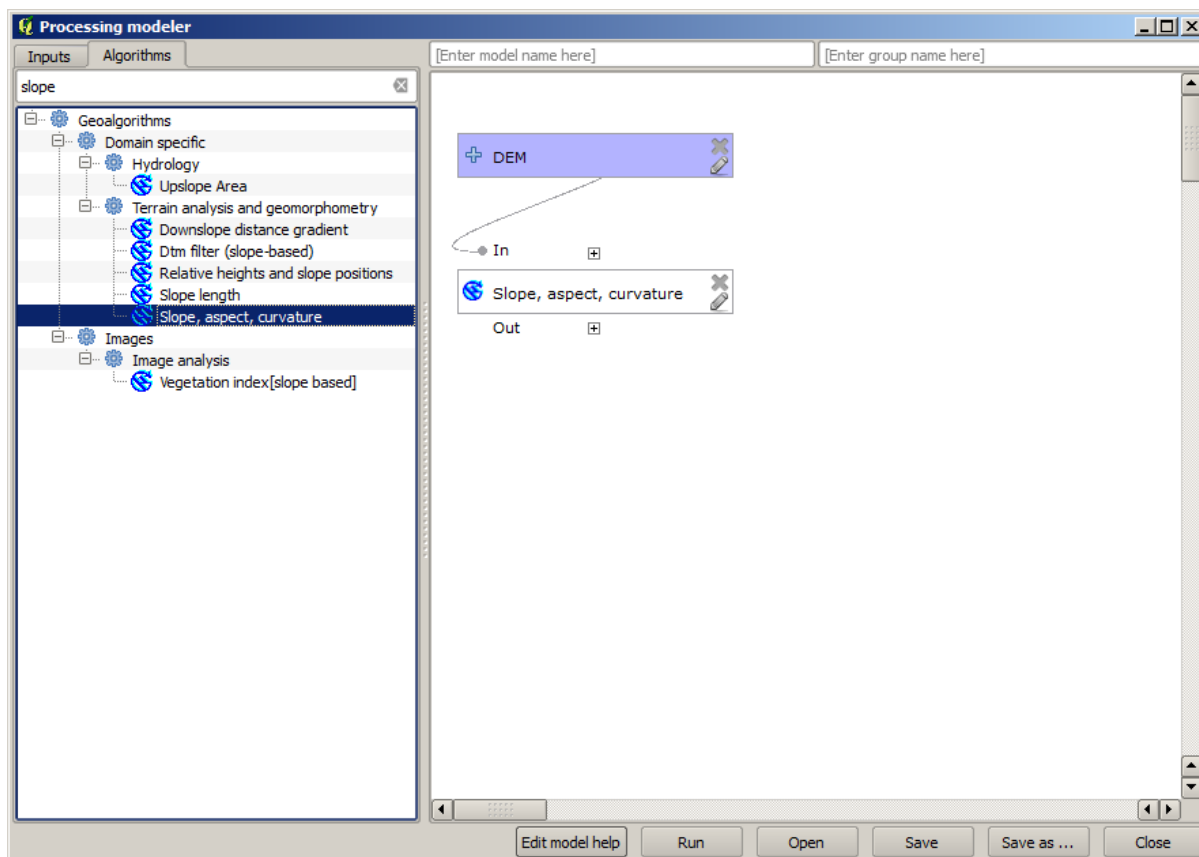 Processing modeler
Inputs
Algorithms
[Enter model name here]
[Enter group name here]
slope
Geoalgorithms
Domain specific
Hydrology
Upslope Area
Terrain analysis and geomorphometry
Downslope distance gradient
Dtm filter (slope-based)
Relative heights and slope positions
Slope length
Slope, aspect, curvature
Images
Image analysis
Vegetation index[slope based]
DEM
In
Slope, aspect, curvature
Out
Edit model help
Run
Open
Save
Save as ...
Close